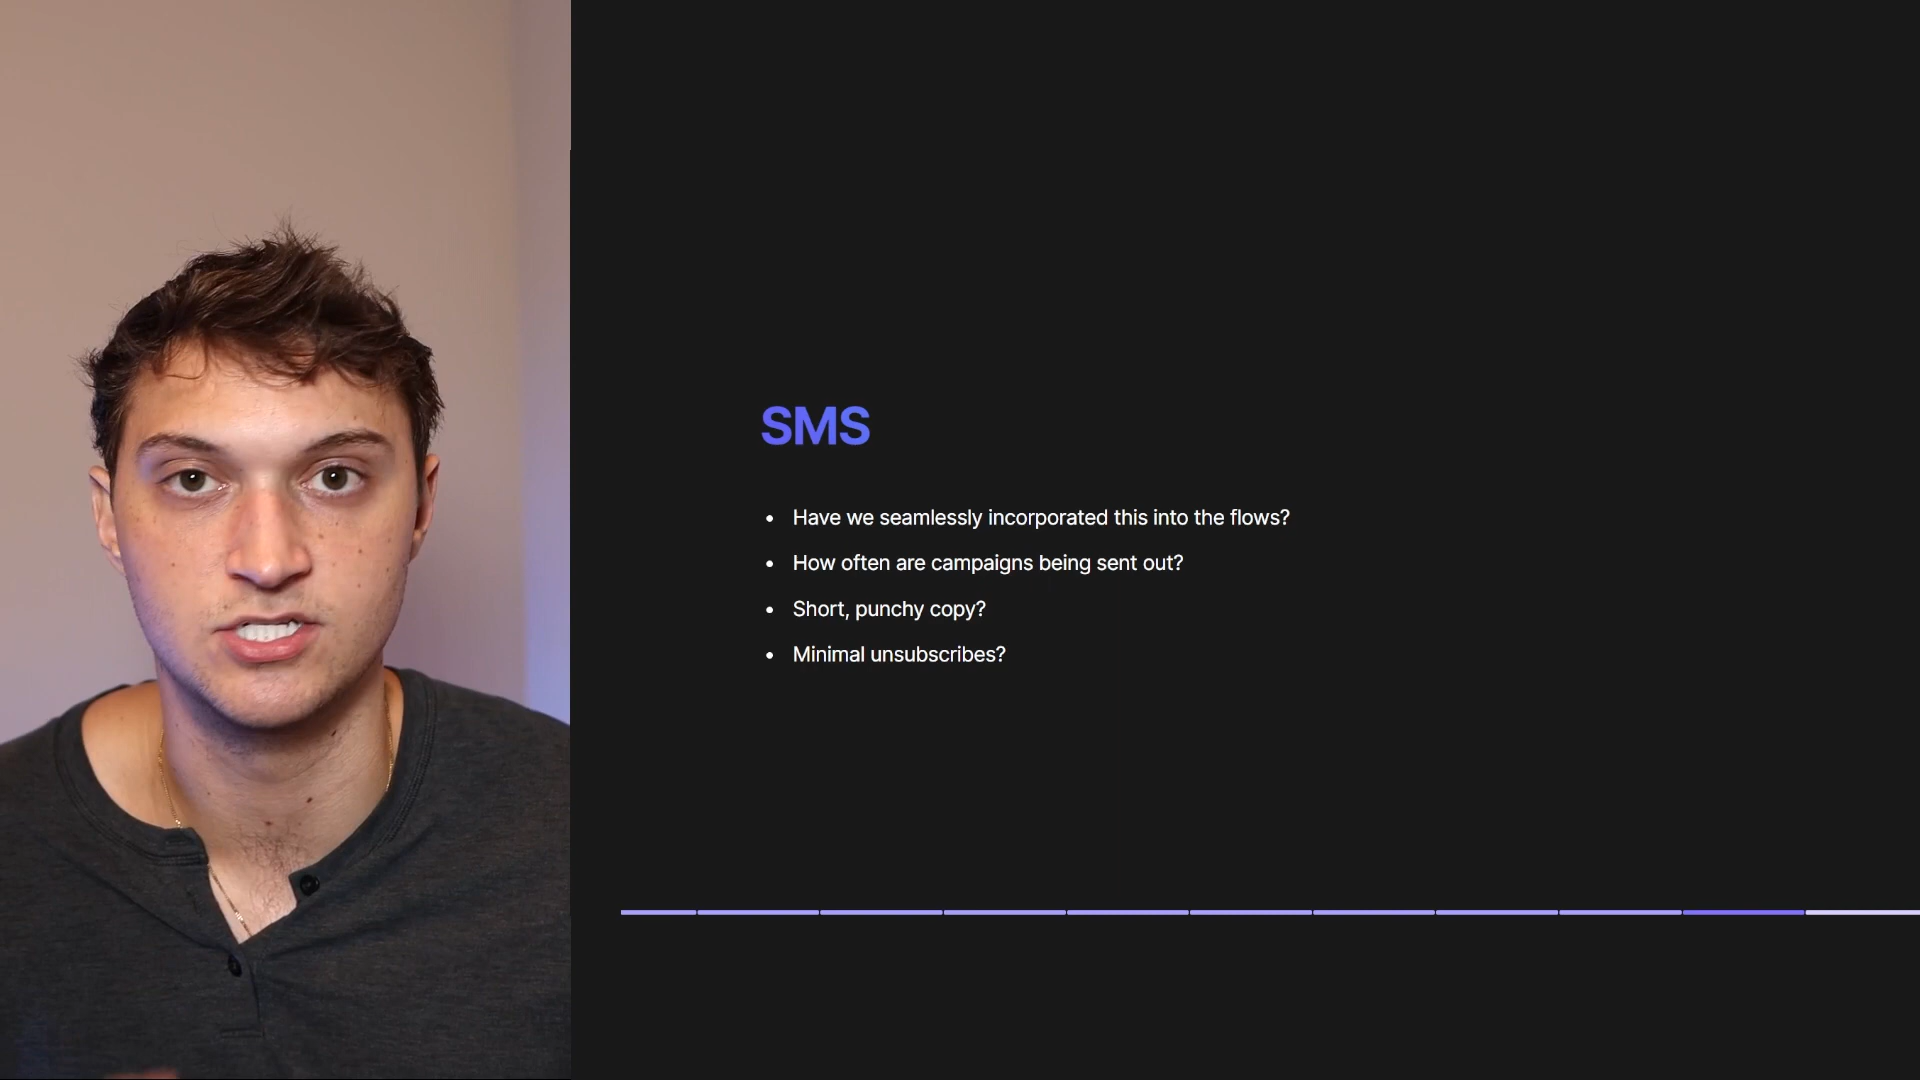 SMS
• Have we seamlessly incorporated this into the flows?
• How often are campaigns being sent out?
• Short, punchy copy?
• Minimal unsubscribes?